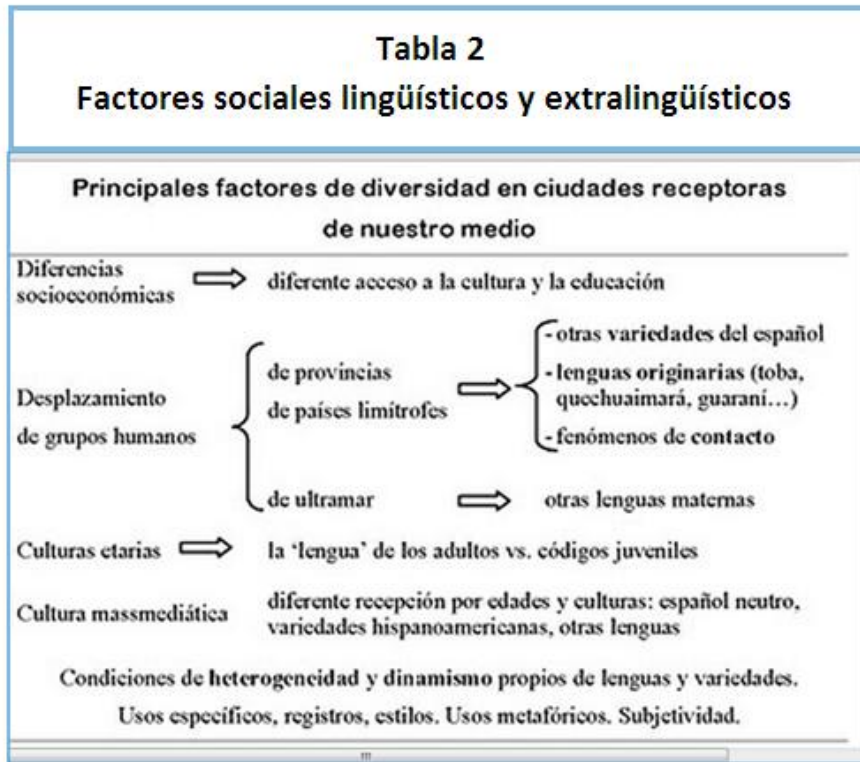 Tabla 2
Factores sociales lingüísticos y extralingüísticos
Principales factores de diversidad en ciudades receptoras
de nuestro medio
Diferencias
socioeconómicas
diferente acceso a la cultura y la educación
Desplazamiento
de grupos humanos
de provincias
de países limítrofes
- otras variedades del español
- lenguas originarias (toba,
quechuaimará, guaraní...)
- fenómenos de contacto
de ultramar
otras lenguas maternas
Culturas etarias
la ‘lengua’ de los adultos vs. códigos juveniles
Cultura massmediática
diferente recepción por edades y culturas: español neutro,
variedades hispanoamericanas, otras lenguas
Condiciones de heterogeneidad y dinamismo propios de lenguas y variedades.
Usos específicos, registros, estilos. Usos metafóricos. Subjetividad.